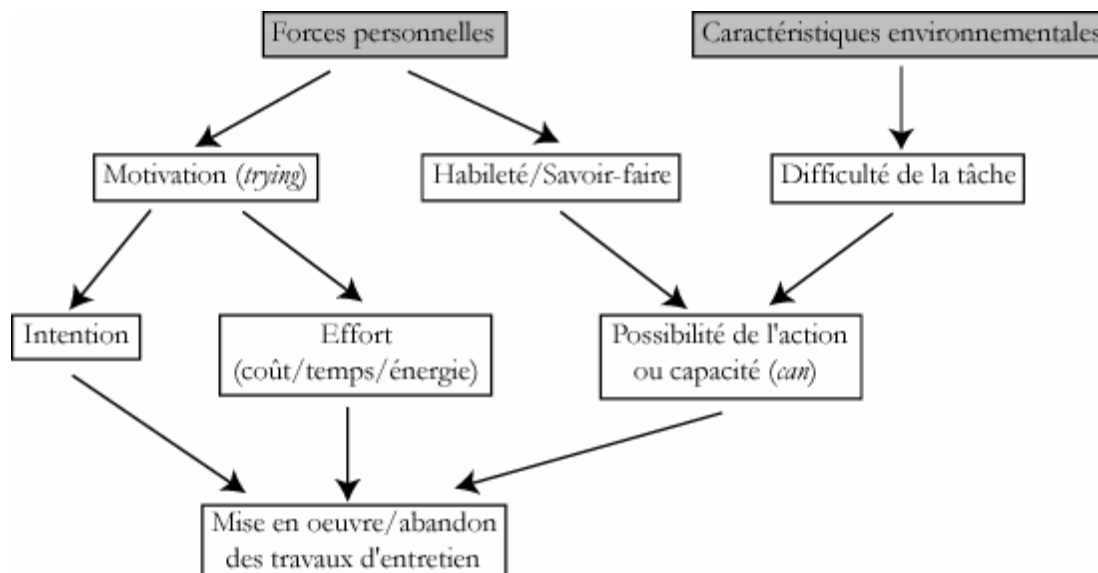 Forces personnelles
Caractéristiques environnementales
Motivation (trying)
Habileté/Savoir-faire
Difficulté de la tâche
Intention
Effort
(coût/temps/énergie)
Possibilité de l'action
ou capacité (can)
Mise en oeuvre/abandon
des travaux d'entretien